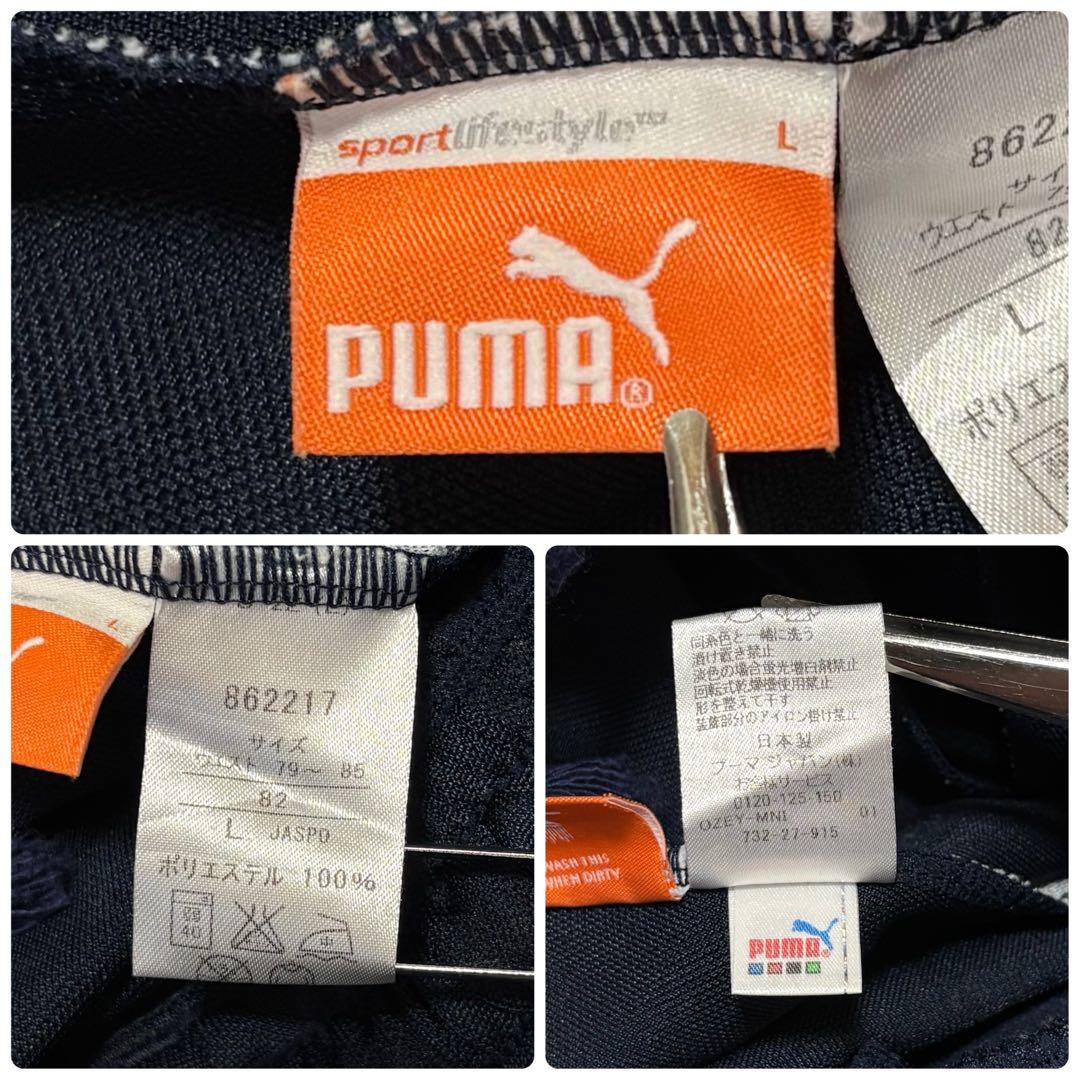 sportlifestyle™ L
PUMA®
862
サイ
ウエスト 7
82
L
ポリエス
L
862217
サイズ
ウエスト 79～ 85
82
L JASPO
ポリエステル 100%
40
中
同系色と一緒に洗う
漬け置き禁止
淡色の場合蛍光増白剤禁止
回転式乾燥機使用禁止
形を整えて干す
装飾部分のアイロン掛け禁止
日本製
プーマ ジャパン(株)
お客様サービス
0120-125-150
OZEY-MNI 01
732-27-915
WASH THIS
WHEN DIRTY
PUMA